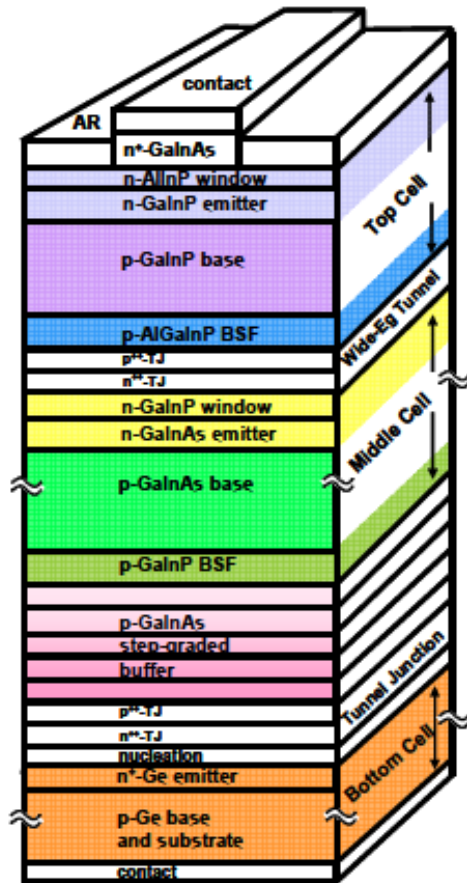 contact
AR
n⁺-GaInAs
n-AlInP window
n-GaInP emitter
p-GaInP base
p-AlGaInP BSF
p⁺⁺-TJ
n⁺⁺-TJ
n-GaInP window
n-GaInAs emitter
p-GaInAs base
p-GaInP BSF
p-GaInAs
step-graded
buffer
p⁺⁺-TJ
n⁺⁺-TJ
nucleation
n⁺-Ge emitter
p-Ge base
and substrate
contact
Top Cell
Wide-Eg Tunnel
Middle Cell
Tunnel Junction
Bottom Cell